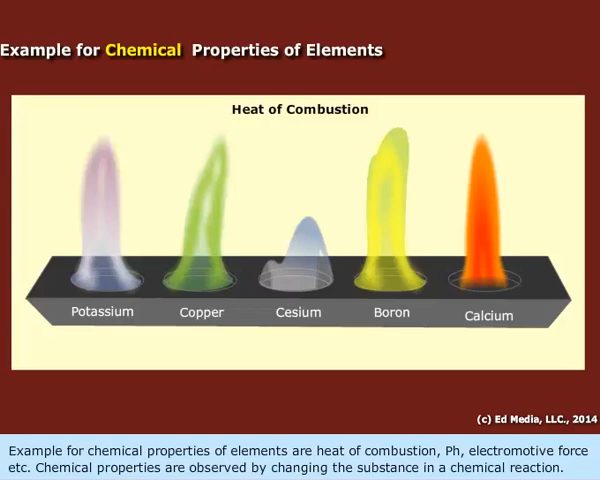 Example for Chemical Properties of Elements
Heat of Combustion
Potassium Copper Cesium Boron Calcium
(c) Ed Media, LLC., 2014
Example for chemical properties of elements are heat of combustion, Ph, electromotive force
etc. Chemical properties are observed by changing the substance in a chemical reaction.